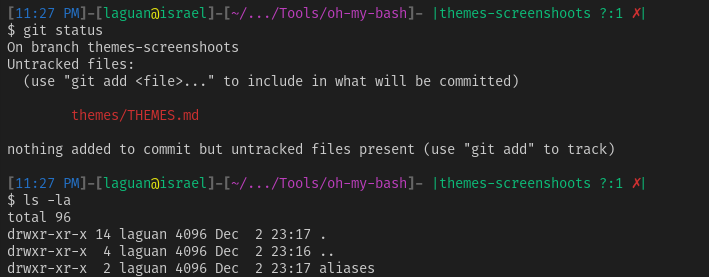 [11:27 PM]-[laguan@israel]-[~/.../Tools/oh-my-bash]- |themes-screenshoots ?:1 ✗|
$ git status
On branch themes-screenshoots
Untracked files:
  (use "git add <file>..." to include in what will be committed)
        themes/THEMES.md
nothing added to commit but untracked files present (use "git add" to track)
[11:27 PM]-[laguan@israel]-[~/.../Tools/oh-my-bash]- |themes-screenshoots ?:1 ✗|
$ ls -la
total 96
drwxr-xr-x 14 laguan 4096 Dec  2 23:17 .
drwxr-xr-x  4 laguan 4096 Dec  2 23:16 ..
drwxr-xr-x  2 laguan 4096 Dec  2 23:17 aliases